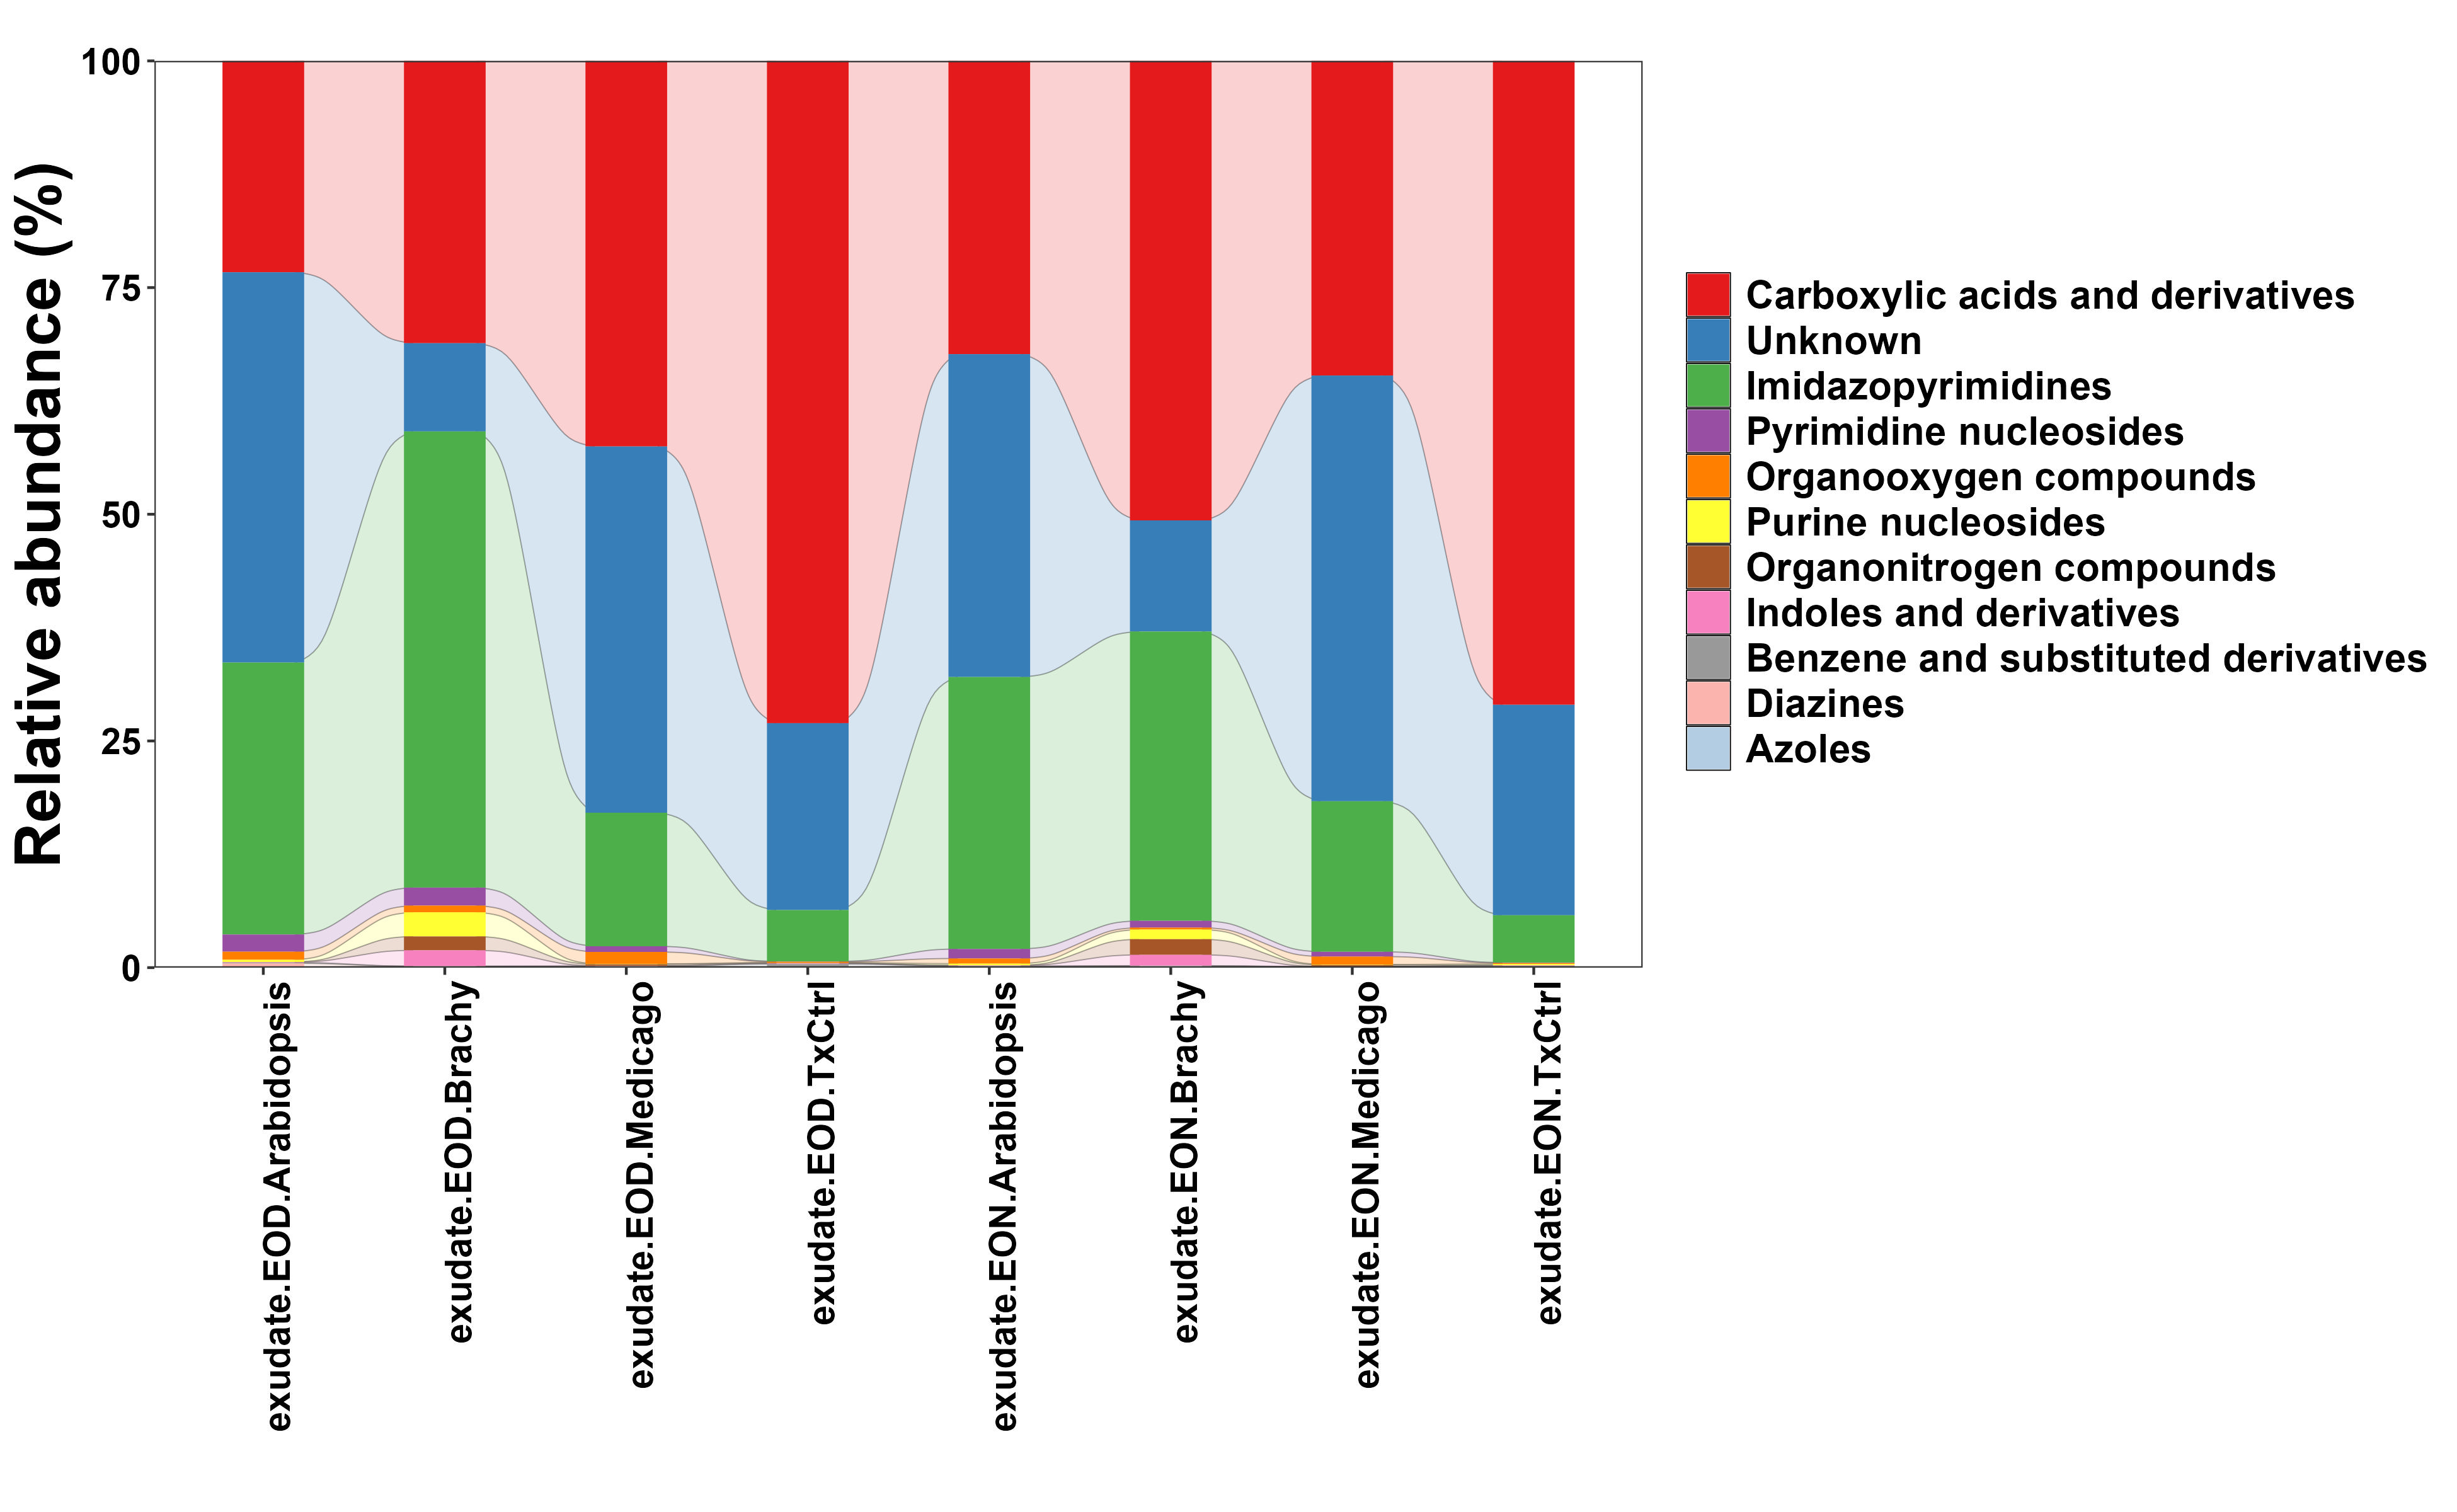 Relative abundance (%)
100
75
50
25
0
exudate.EOD.Arabidopsis
exudate.EOD.Brachy
exudate.EOD.Medicago
exudate.EOD.TxCtrl
exudate.EON.Arabidopsis
exudate.EON.Brachy
exudate.EON.Medicago
exudate.EON.TxCtrl
Carboxylic acids and derivatives
Unknown
Imidazopyrimidines
Pyrimidine nucleosides
Organooxygen compounds
Purine nucleosides
Organonitrogen compounds
Indoles and derivatives
Benzene and substituted derivatives
Diazines
Azoles